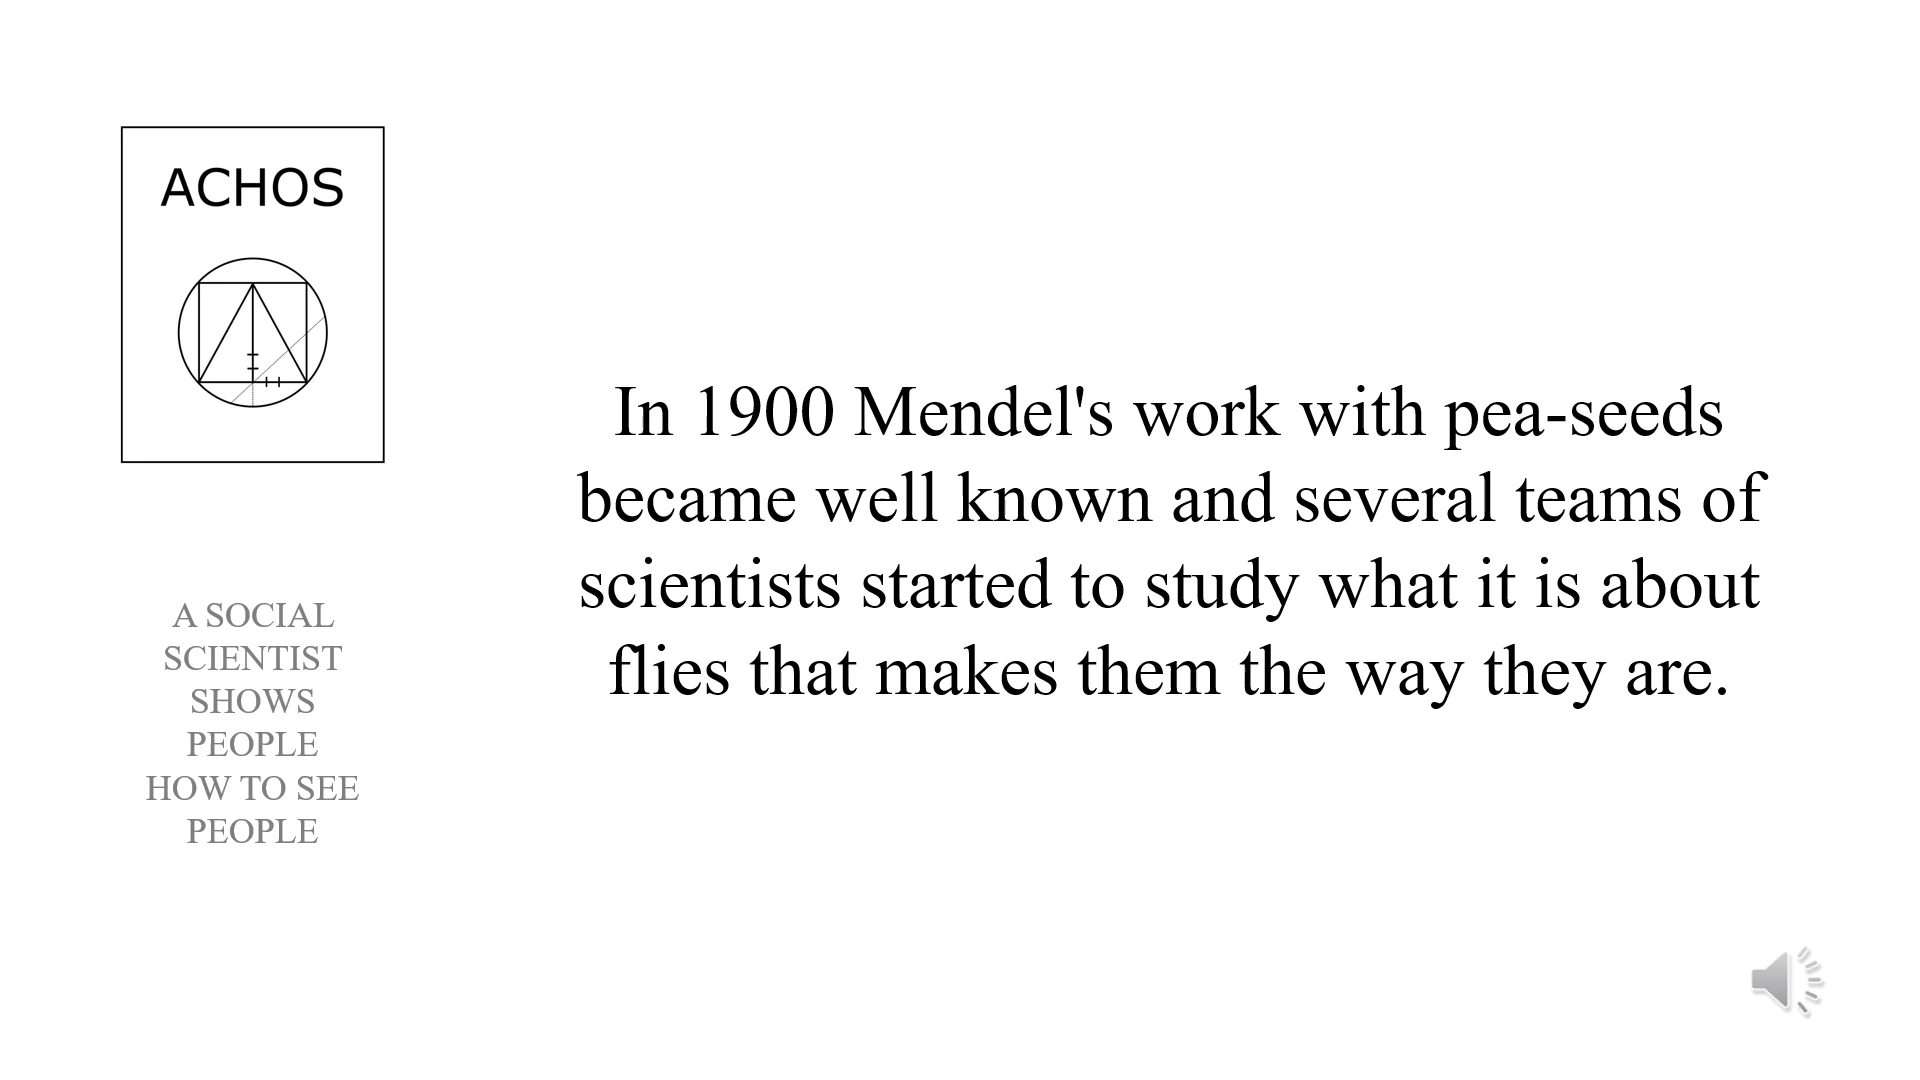 ACHOS
A SOCIAL
SCIENTIST
SHOWS
PEOPLE
HOW TO SEE
PEOPLE
In 1900 Mendel's work with pea-seeds
became well known and several teams of
scientists started to study what it is about
flies that makes them the way they are.